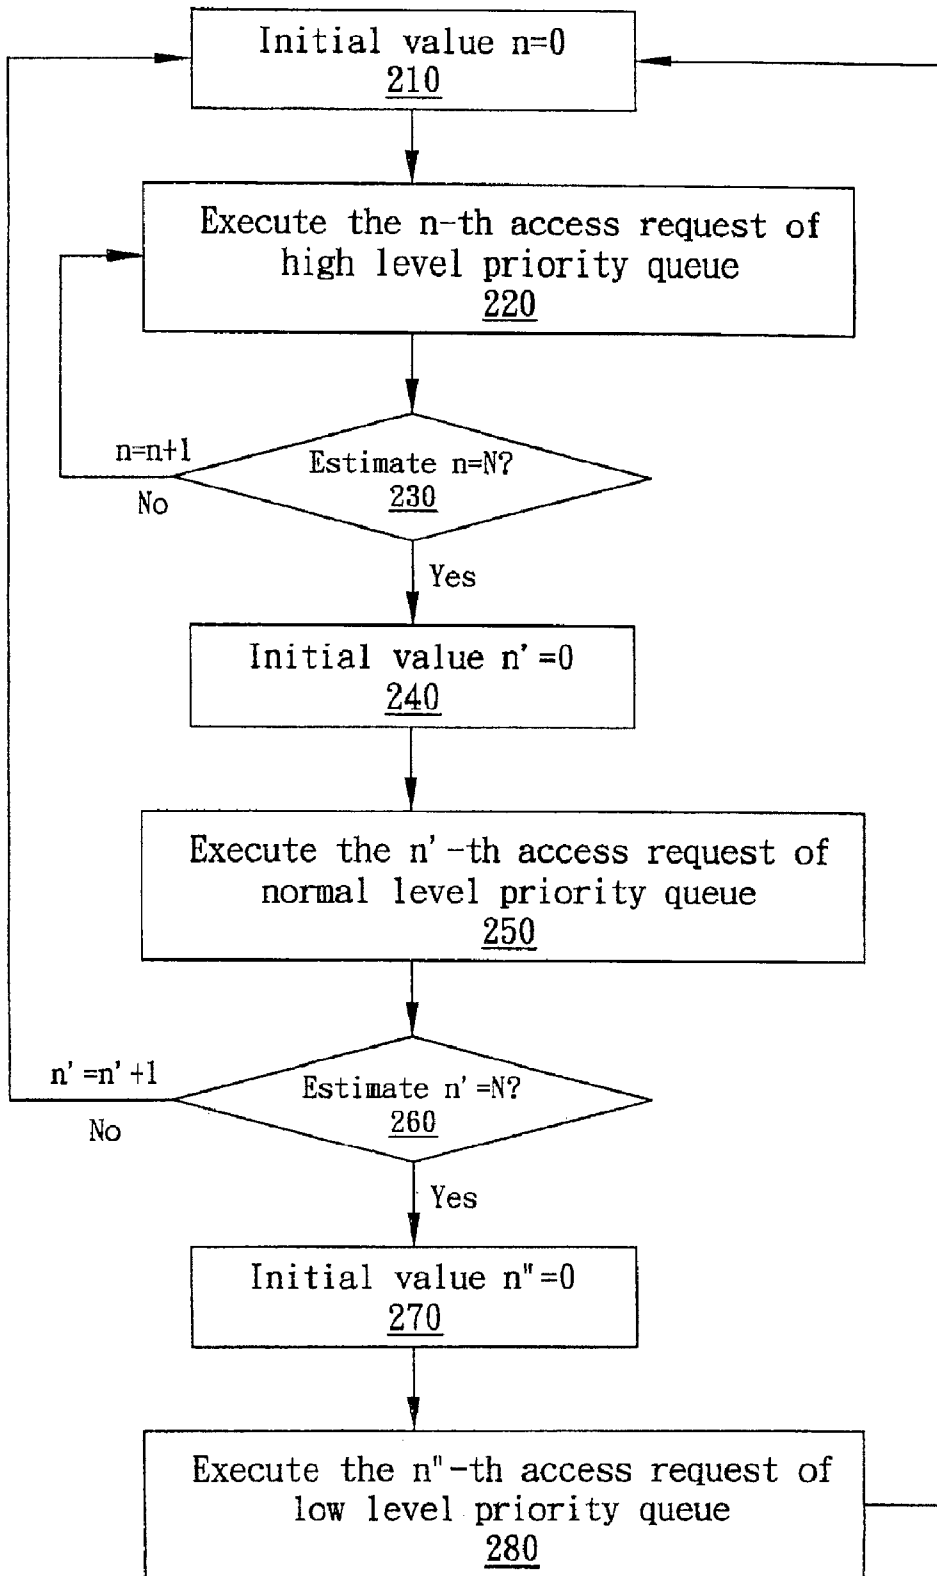 Initial value n=0
210
Execute the n-th access request of
high level priority queue
220
n=n+1
No
Estimate n=N?
230
Yes
Initial value n'=0
240
Execute the n'-th access request of
normal level priority queue
250
n'=n'+1
No
Estimate n'=N?
260
Yes
Initial value n"=0
270
Execute the n"-th access request of
low level priority queue
280